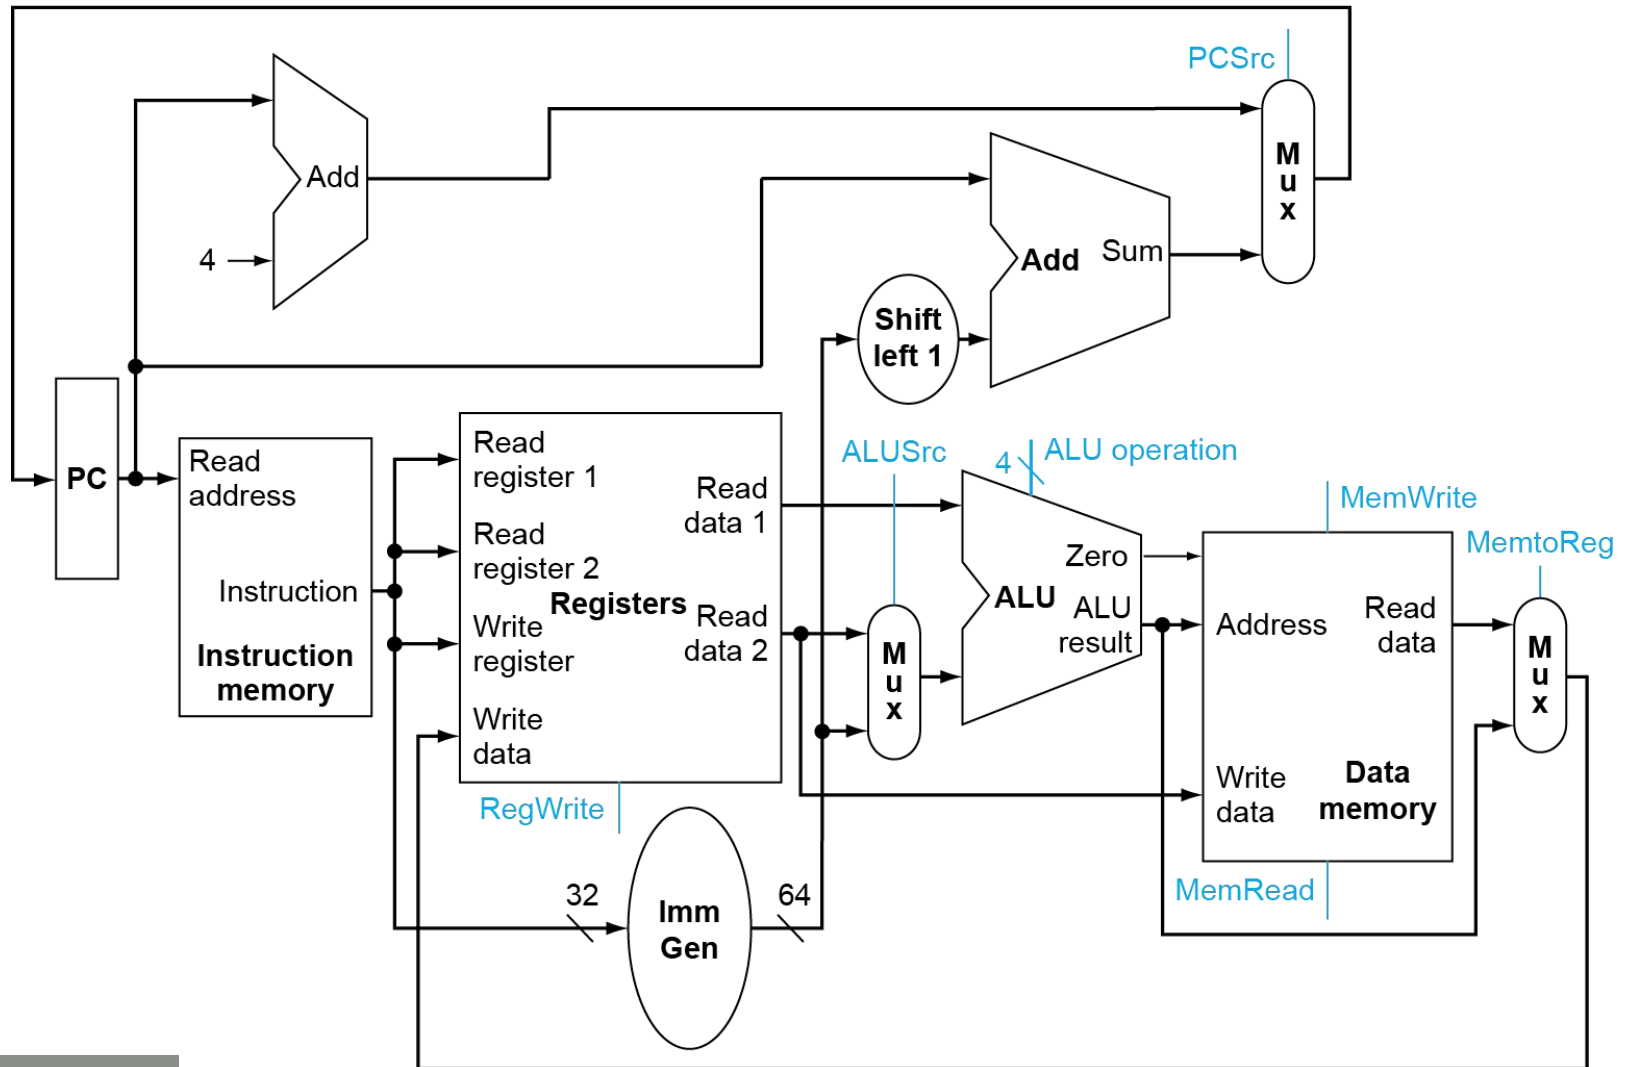 PCSrc
M
u
x
Add
4
Add
Sum
Shift
left 1
PC
Read
address
Instruction
Instruction
memory
Read
register 1
Read
register 2
Write
register
Write
data
Registers
Read
data 1
Read
data 2
RegWrite
ALUSrc
M
u
x
4
ALU operation
Zero
ALU
ALU
result
MemWrite
Address
Read
data
Write
data
Data
memory
MemRead
MemtoReg
M
u
x
32
Imm
Gen
64